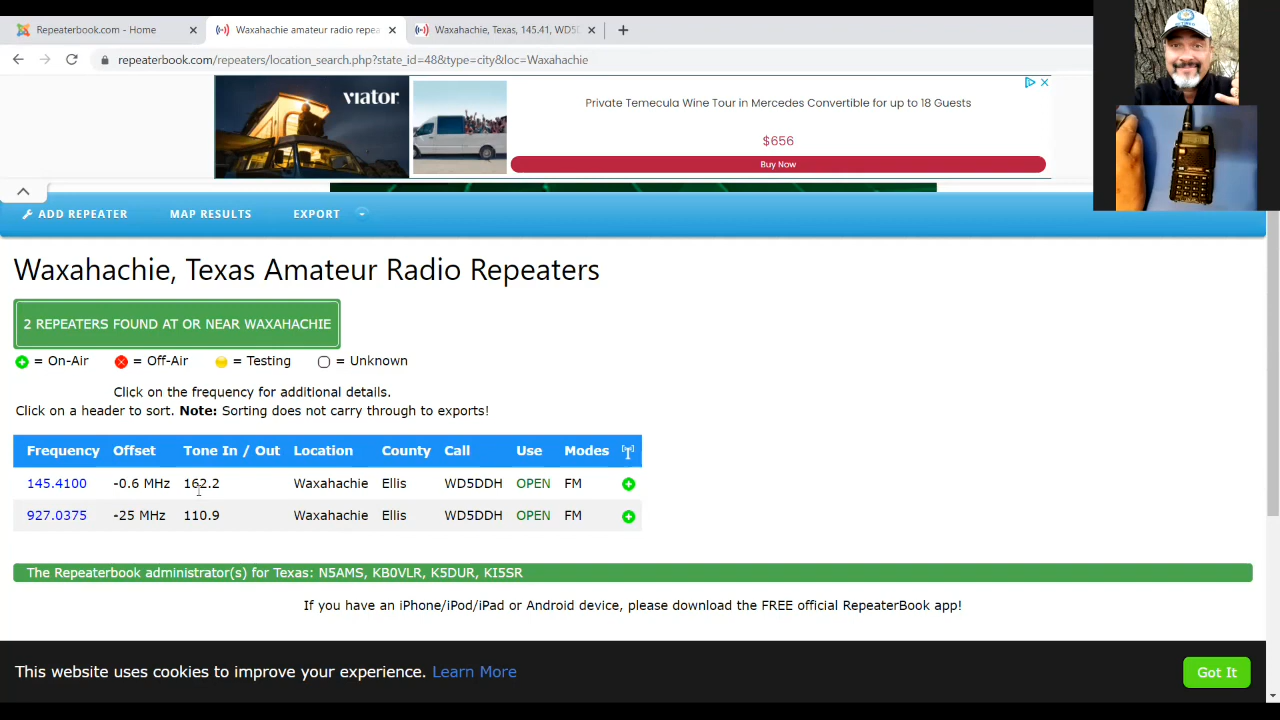 Repeaterbook.com - Home
Waxahachie amateur radio repea
Waxahachie, Texas, 145.41, WD5D
repeaterbook.com/repeaters/location_search.php?state_id=48&type=city&loc=Waxahachie
viator
Private Temecula Wine Tour in Mercedes Convertible for up to 18 Guests
$656
Buy Now
ADD REPEATER MAP RESULTS EXPORT
Waxahachie, Texas Amateur Radio Repeaters
2 REPEATERS FOUND AT OR NEAR WAXAHACHIE
= On-Air = Off-Air = Testing = Unknown
Click on the frequency for additional details.
Click on a header to sort. Note: Sorting does not carry through to exports!
Frequency Offset Tone In / Out Location County Call Use Modes
145.4100 -0.6 MHz 162.2 Waxahachie Ellis WD5DDH OPEN FM
927.0375 -25 MHz 110.9 Waxahachie Ellis WD5DDH OPEN FM
The Repeaterbook administrator(s) for Texas: N5AMS, KB0VLR, K5DUR, KI5SR
If you have an iPhone/iPod/iPad or Android device, please download the FREE official RepeaterBook app!
This website uses cookies to improve your experience. Learn More
Got It